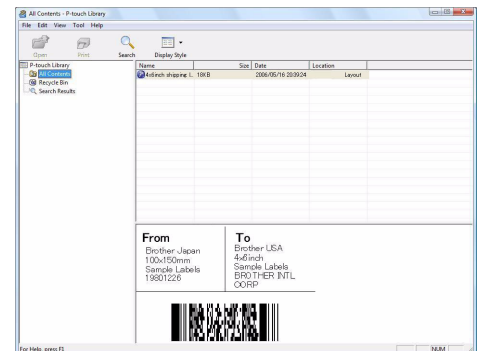 All Contents - P-touch Library
File Edit View Tool Help
Open Print Search Display Style
P-touch Library
All Contents
Recycle Bin
Search Results
Name Size Date Location
4x6inch shipping l... 18KB 2006/05/16 20:39:24 Layout
From
Brother Japan
100x150mm
Sample Labels
19801226
To
Brother USA
4x6inch
Sample Labels
BROTHER INTL
CORP
For Help, press F1
NUM